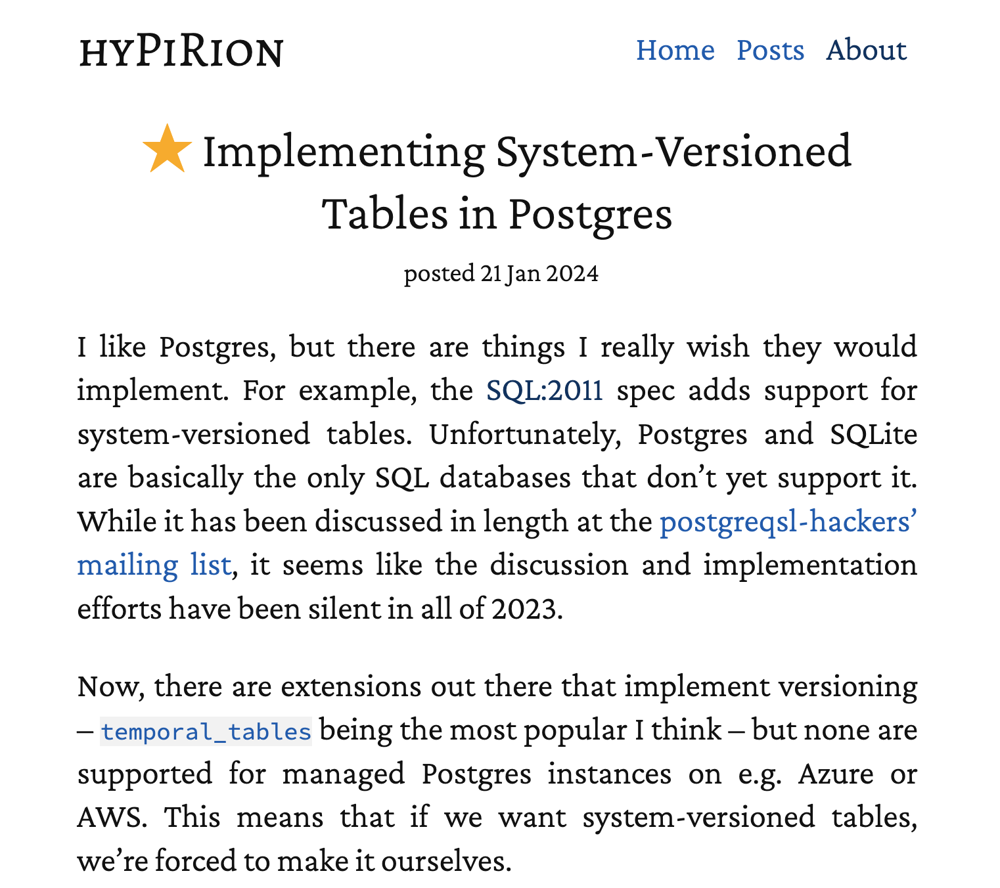 HYPIRION
Home Posts About
Implementing System-Versioned
Tables in Postgres
posted 21 Jan 2024
I like Postgres, but there are things I really wish they would
implement. For example, the SQL:2011 spec adds support for
system-versioned tables. Unfortunately, Postgres and SQLite
are basically the only SQL databases that don’t yet support it.
While it has been discussed in length at the postgreqsl-hackers’
mailing list, it seems like the discussion and implementation
efforts have been silent in all of 2023.
Now, there are extensions out there that implement versioning
– temporal_tables being the most popular I think – but none are
supported for managed Postgres instances on e.g. Azure or
AWS. This means that if we want system-versioned tables,
we’re forced to make it ourselves.